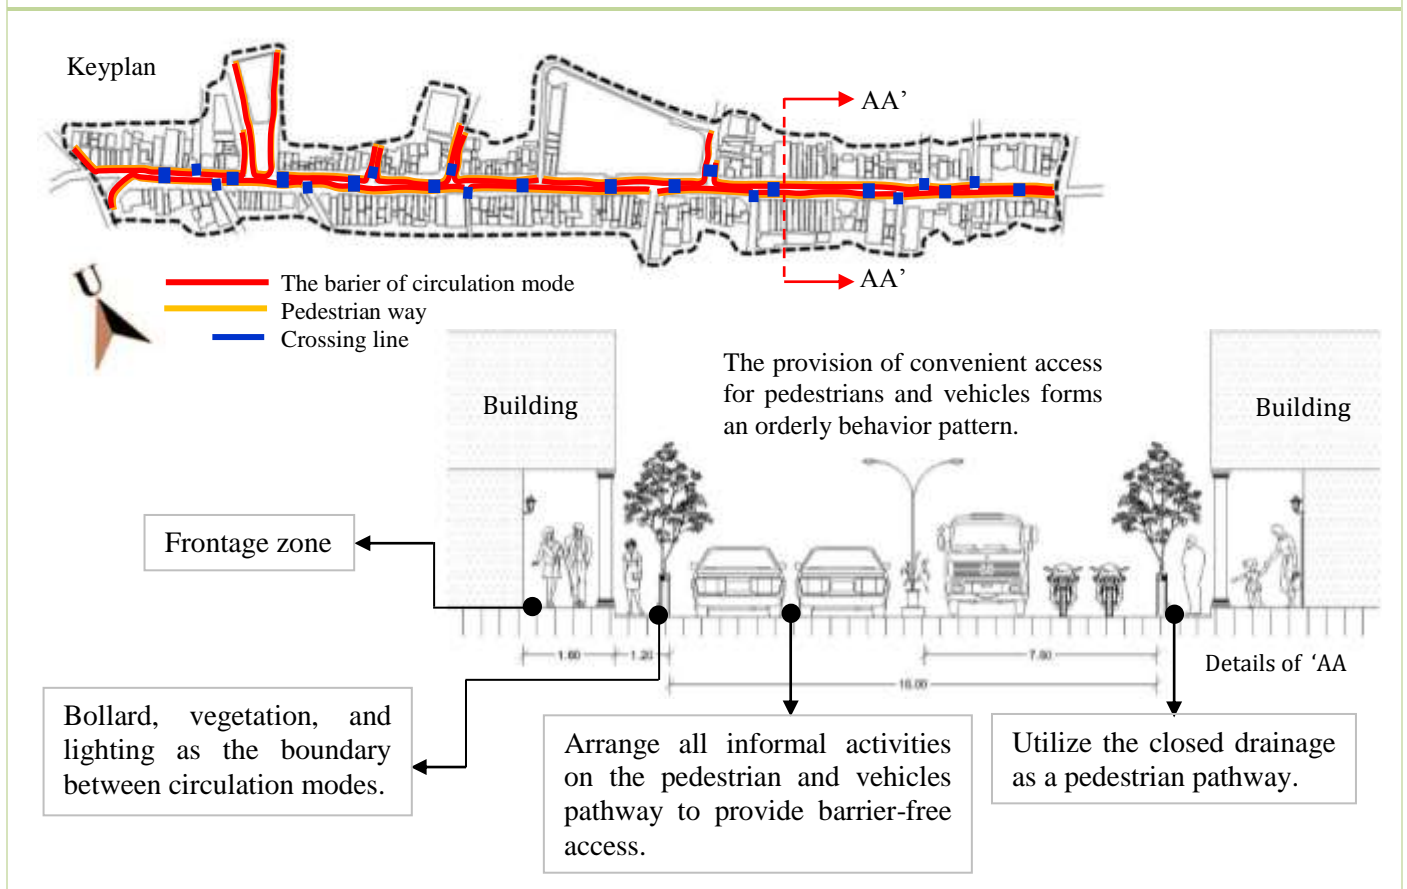 Keyplan
AA’
AA’
U
The barier of circulation mode
Pedestrian way
Crossing line
The provision of convenient access
for pedestrians and vehicles forms
an orderly behavior pattern.
Building
Building
Frontage zone
1.20
Details of ‘AA
Bollard, vegetation, and
lighting as the boundary
between circulation modes.
Arrange all informal activities
on the pedestrian and vehicles
pathway to provide barrier-free
access.
Utilize the closed drainage
as a pedestrian pathway.